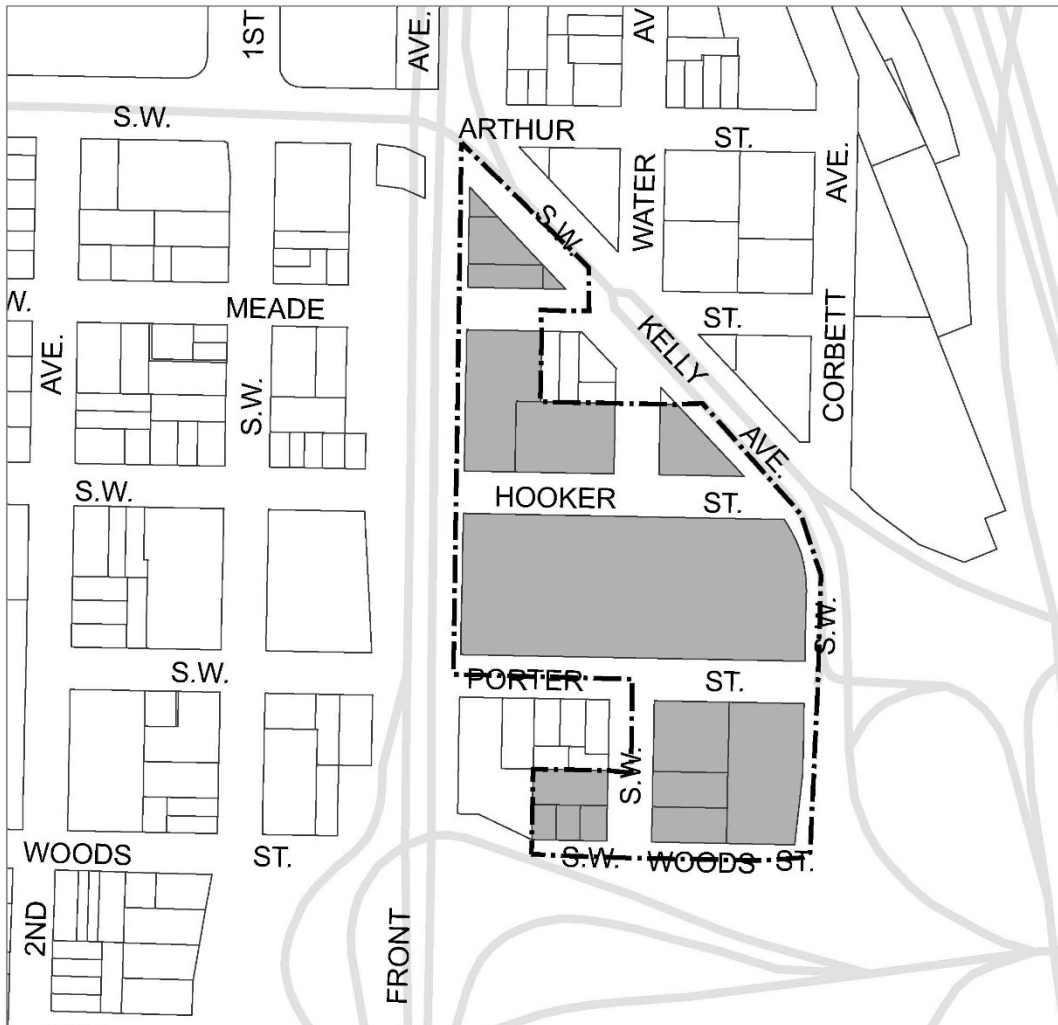 1ST
AVE.
AV
S.W.
ARTHUR
ST.
S.W.
WATER
AVE.
W.
MEADE
ST.
AVE.
S.W.
KELLY
CORBETT
S.W.
AVE.
HOOKER
ST.
S.W.
S.W.
PORTER
ST.
S.W.
WOODS
ST.
S.W.
WOODS
ST.
2ND
FRONT